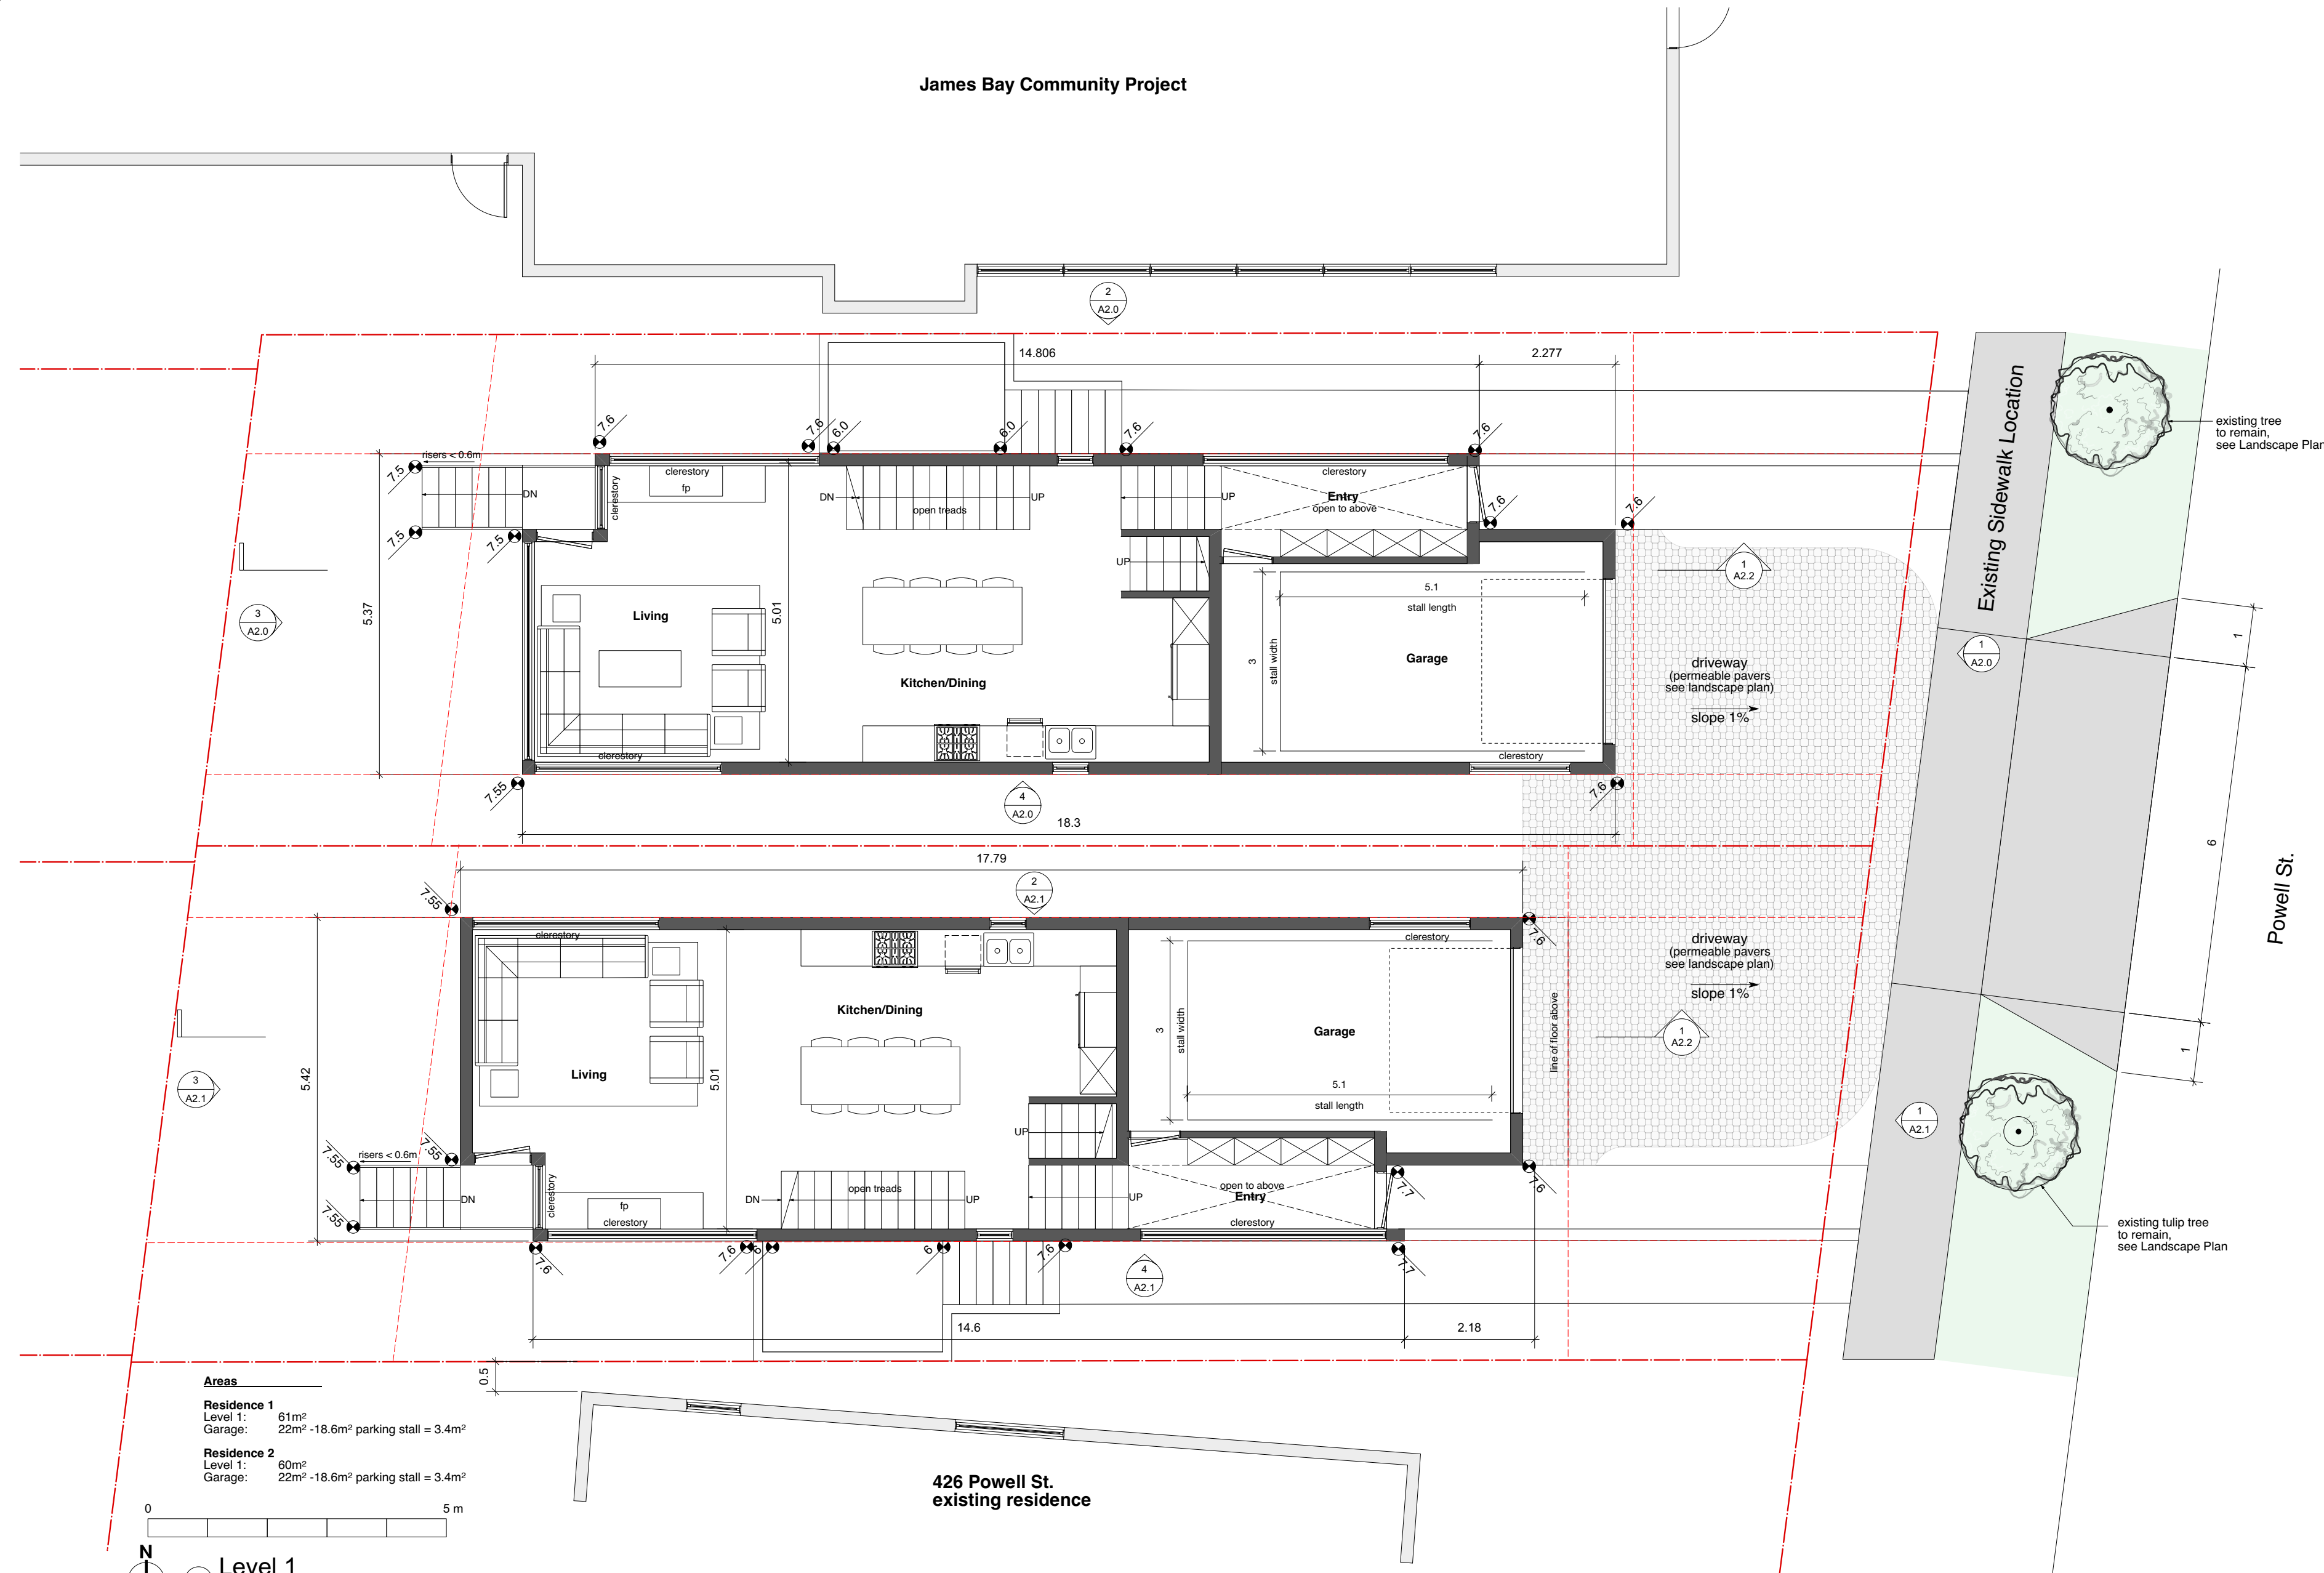 James Bay Community Project
2
A2.0
14.806
2.277
Existing Sidewalk Location
existing tree
to remain,
see Landscape Plan
7.6
7.6
6.0
6.0
7.6
7.6
risers < 0.6m
7.5
DN
clerestory
clerestory
fp
DN
UP
open treads
UP
clerestory
Entry
open to above
7.6
7.6
7.5
7.5
UP
1
A2.2
5.1
stall length
3
A2.0
5.37
Living
5.01
3
stall width
Garage
1
A2.0
1
Kitchen/Dining
driveway
(permeable pavers
see landscape plan)
slope 1%
clerestory
clerestory
7.55
4
A2.0
7.6
18.3
6
17.79
Powell St.
2
A2.1
7.55
clerestory
clerestory
7.6
driveway
(permeable pavers
see landscape plan)
slope 1%
Kitchen/Dining
Garage
3
stall width
line of floor above
1
A2.2
1
5.42
Living
5.01
5.1
stall length
3
A2.1
1
A2.1
UP
7.55
risers < 0.6m
7.55
DN
clerestory
fp
clerestory
DN
open treads
UP
UP
open to above
Entry
clerestory
7.7
7.6
7.55
7.6
7.6
6
6
7.6
4
A2.1
7.7
existing tulip tree
to remain,
see Landscape Plan
14.6
2.18
0.5
Areas
Residence 1
Level 1: 61m²
Garage: 22m² -18.6m² parking stall = 3.4m²
Residence 2
Level 1: 60m²
Garage: 22m² -18.6m² parking stall = 3.4m²
426 Powell St.
existing residence
0 5 m
N
Level 1